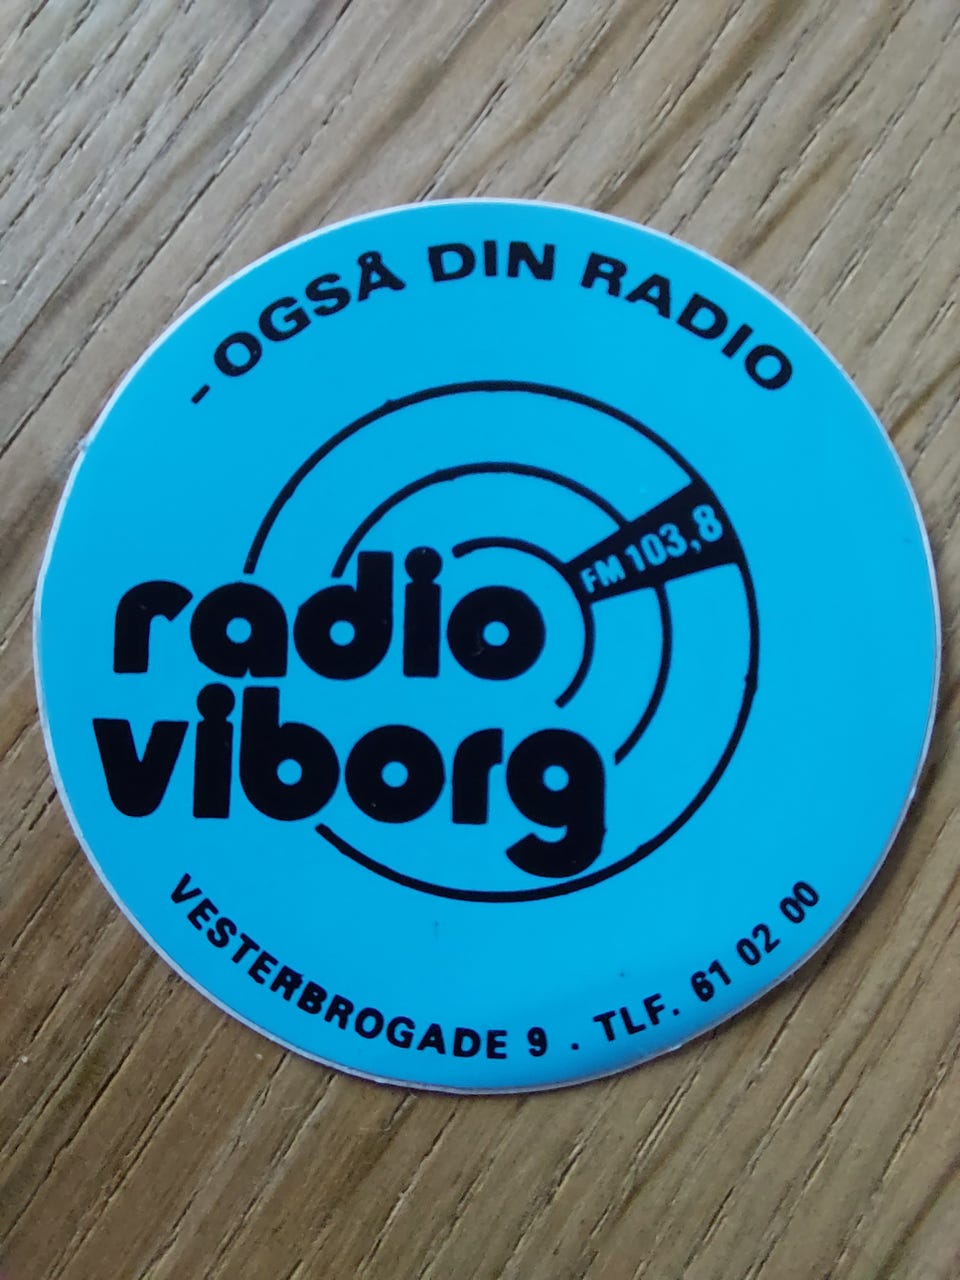 - OGSÅ DIN RADIO
FM 103,8
radio
viborg
VESTERBROGADE 9 . TLF. 61 02 00